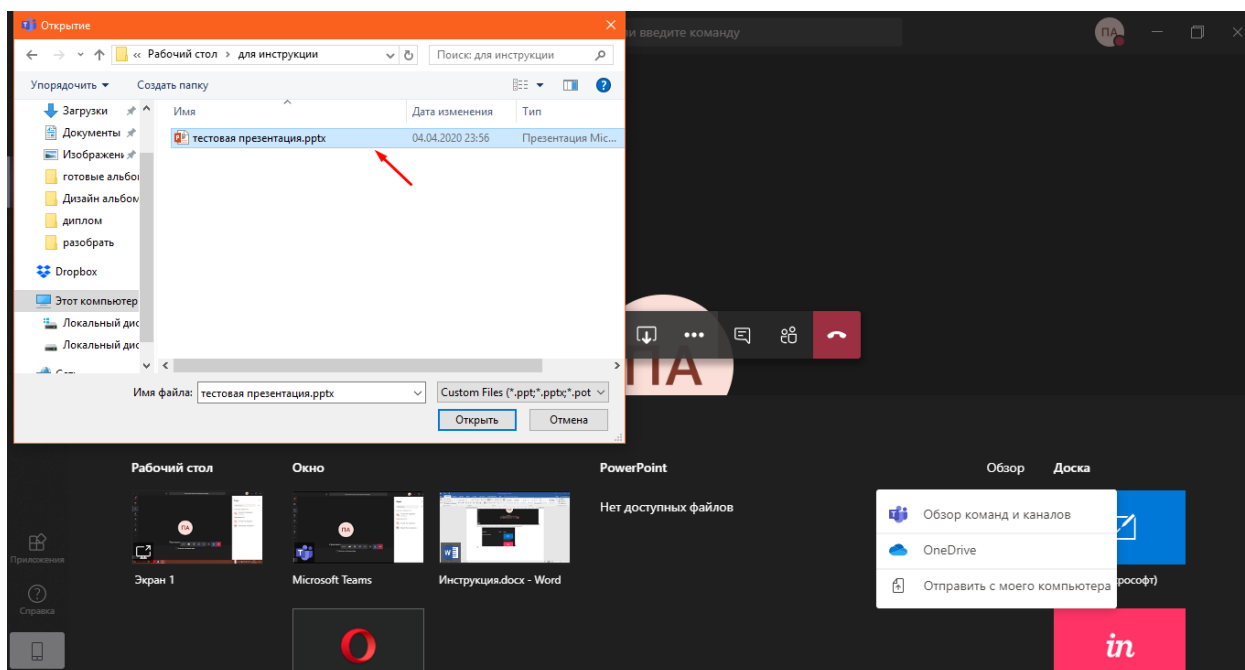 Открытие
и введите команду
ПА
« Рабочий стол › для инструкции
Поиск: для инструкции
Упорядочить
Создать папку
Загрузки
Документы
Изображени
готовые альбо
Дизайн альбом
диплом
разобрать
Dropbox
Этот компьютер
Локальный дис
Локальный дис
Имя
Дата изменения
Тип
тестовая презентация.pptx
04.04.2020 23:56
Презентация Mic...
Имя файла:
тестовая презентация.pptx
Custom Files (*.ppt;*.pptx;*.pot
Открыть
Отмена
ПА
Рабочий стол
Окно
PowerPoint
Обзор
Доска
Нет доступных файлов
ПА
ПА
Экран 1
Microsoft Teams
Инструкция.docx - Word
Обзор команд и каналов
OneDrive
Отправить с моего компьютера
рософт)
Приложения
Справка
in